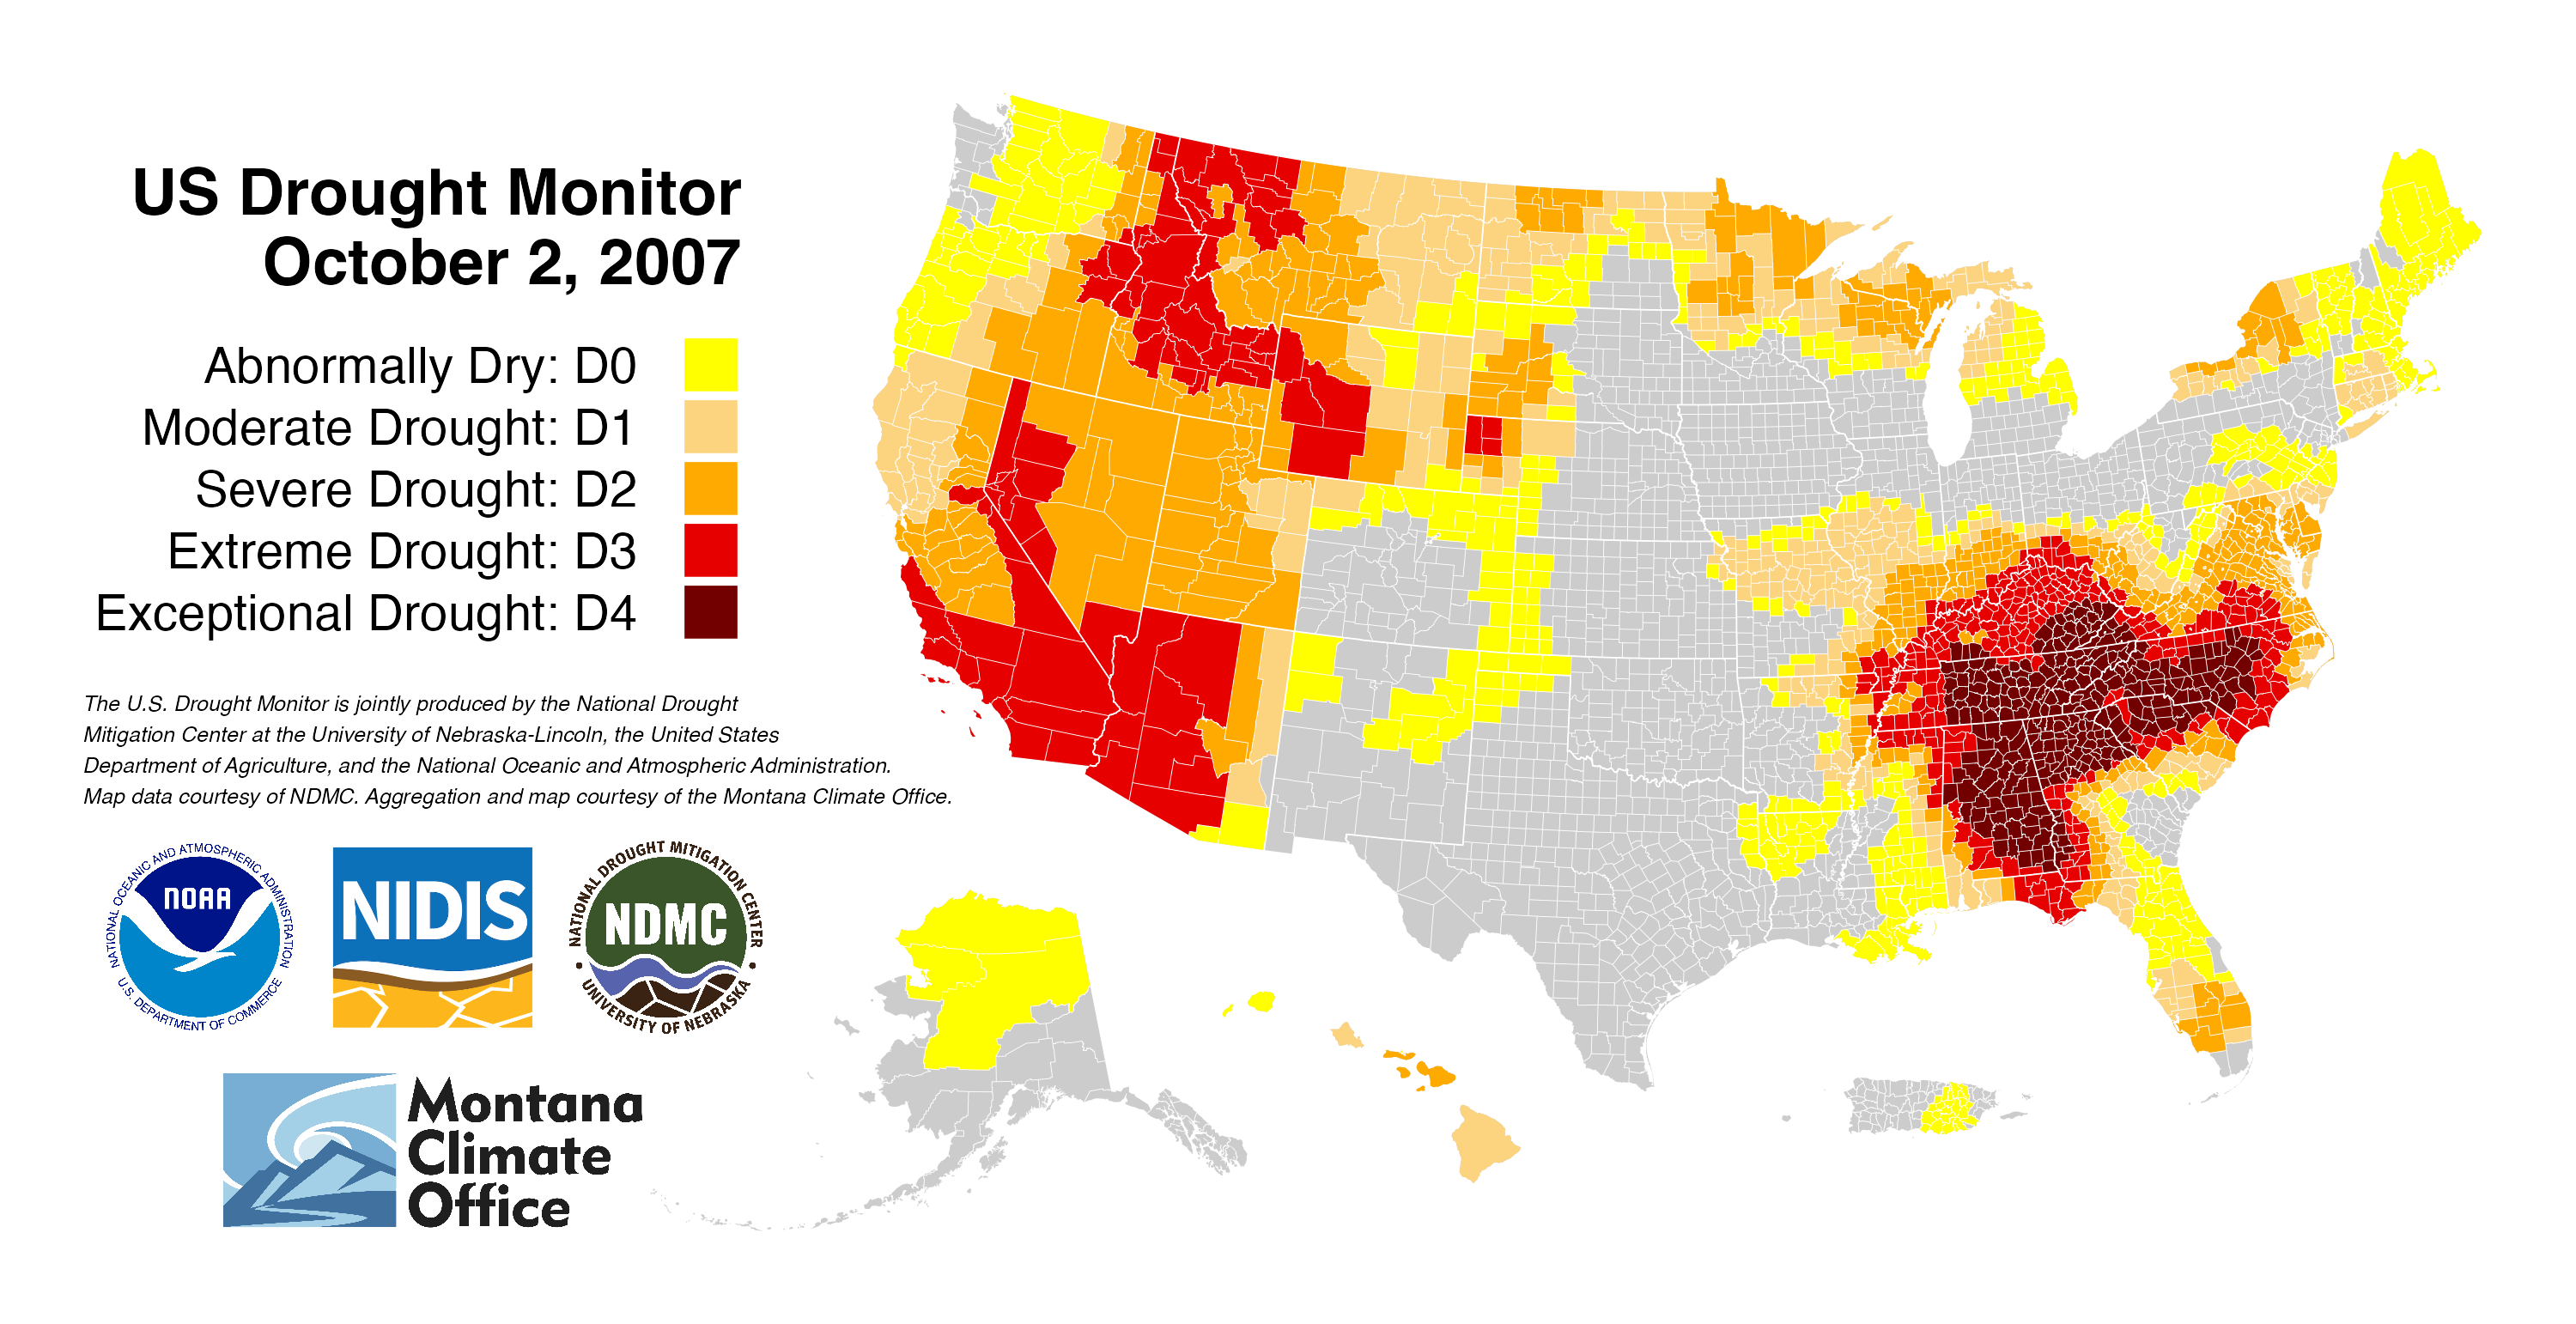 US Drought Monitor
October 2, 2007
Abnormally Dry: D0
Moderate Drought: D1
Severe Drought: D2
Extreme Drought: D3
Exceptional Drought: D4
The U.S. Drought Monitor is jointly produced by the National Drought
Mitigation Center at the University of Nebraska-Lincoln, the United States
Department of Agriculture, and the National Oceanic and Atmospheric Administration.
Map data courtesy of NDMC. Aggregation and map courtesy of the Montana Climate Office.
NATIONAL OCEANIC AND ATMOSPHERIC ADMINISTRATION
NOAA
U.S. DEPARTMENT OF COMMERCE
NIDIS
NATIONAL DROUGHT MITIGATION CENTER
NDMC
UNIVERSITY OF NEBRASKA
Montana
Climate
Office